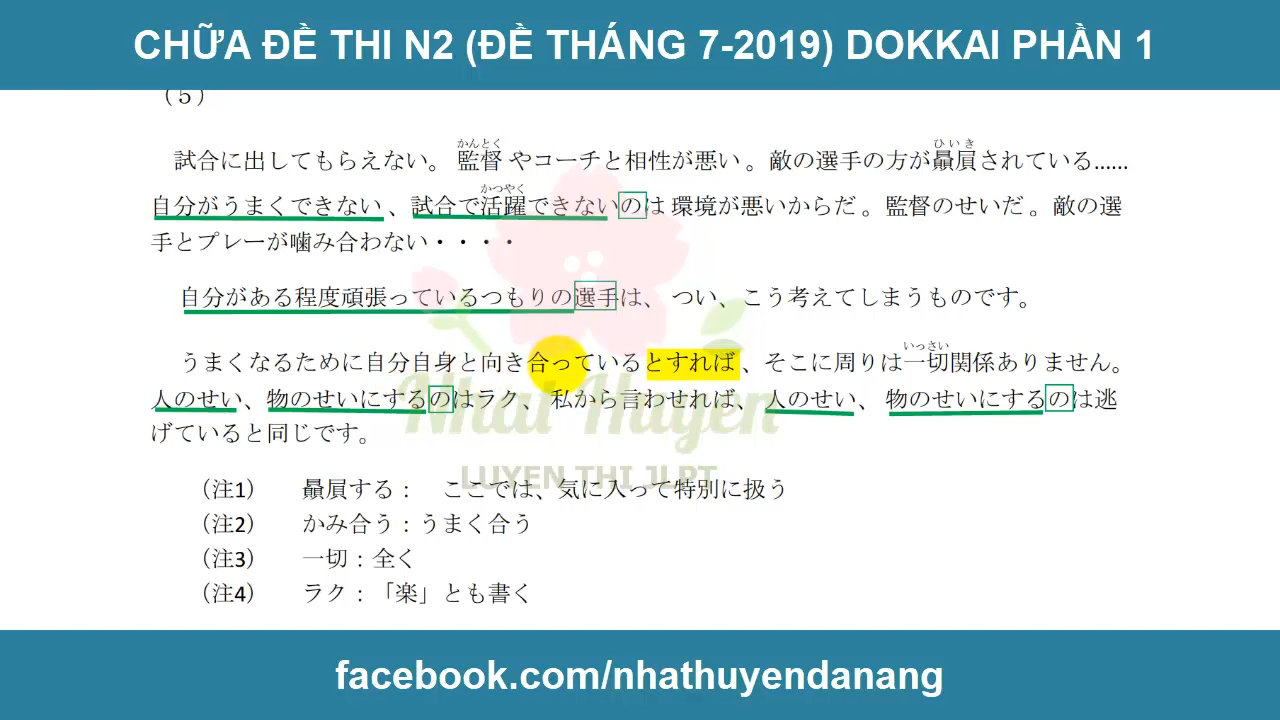 CHỮA ĐỀ THI N2 (ĐỀ THÁNG 7-2019) DOKKAI PHẦN 1
（５）
かんとく ひいき
試合に出してもらえない。監督やコーチと相性が悪い。敵の選手の方が贔屓されている……
かつやく
自分がうまくできない、試合で活躍できないのは環境が悪いからだ。監督のせいだ。敵の選
手とプレーが噛み合わない・・・・
自分がある程度頑張っているつもりの選手は、つい、こう考えてしまうものです。
いっさい
うまくなるために自分自身と向き合っているとすれば、そこに周りは一切関係ありません。
人のせい、物のせいにするのはラク、私から言わせれば、人のせい、物のせいにするのは逃
げていると同じです。
Nhat Huyen
LUYEN THI JLPT
（注1） 贔屓する： ここでは、気に入って特別に扱う
（注2） かみ合う：うまく合う
（注3） 一切：全く
（注4） ラク：「楽」とも書く
facebook.com/nhathuyendanang